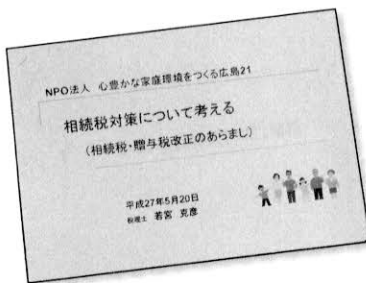 NPO法人 心豊かな家庭環境をつくる広島21
相続税対策について考える
(相続税・贈与税改正のあらまし)
平成27年5月20日
税理士 若宮 克彦